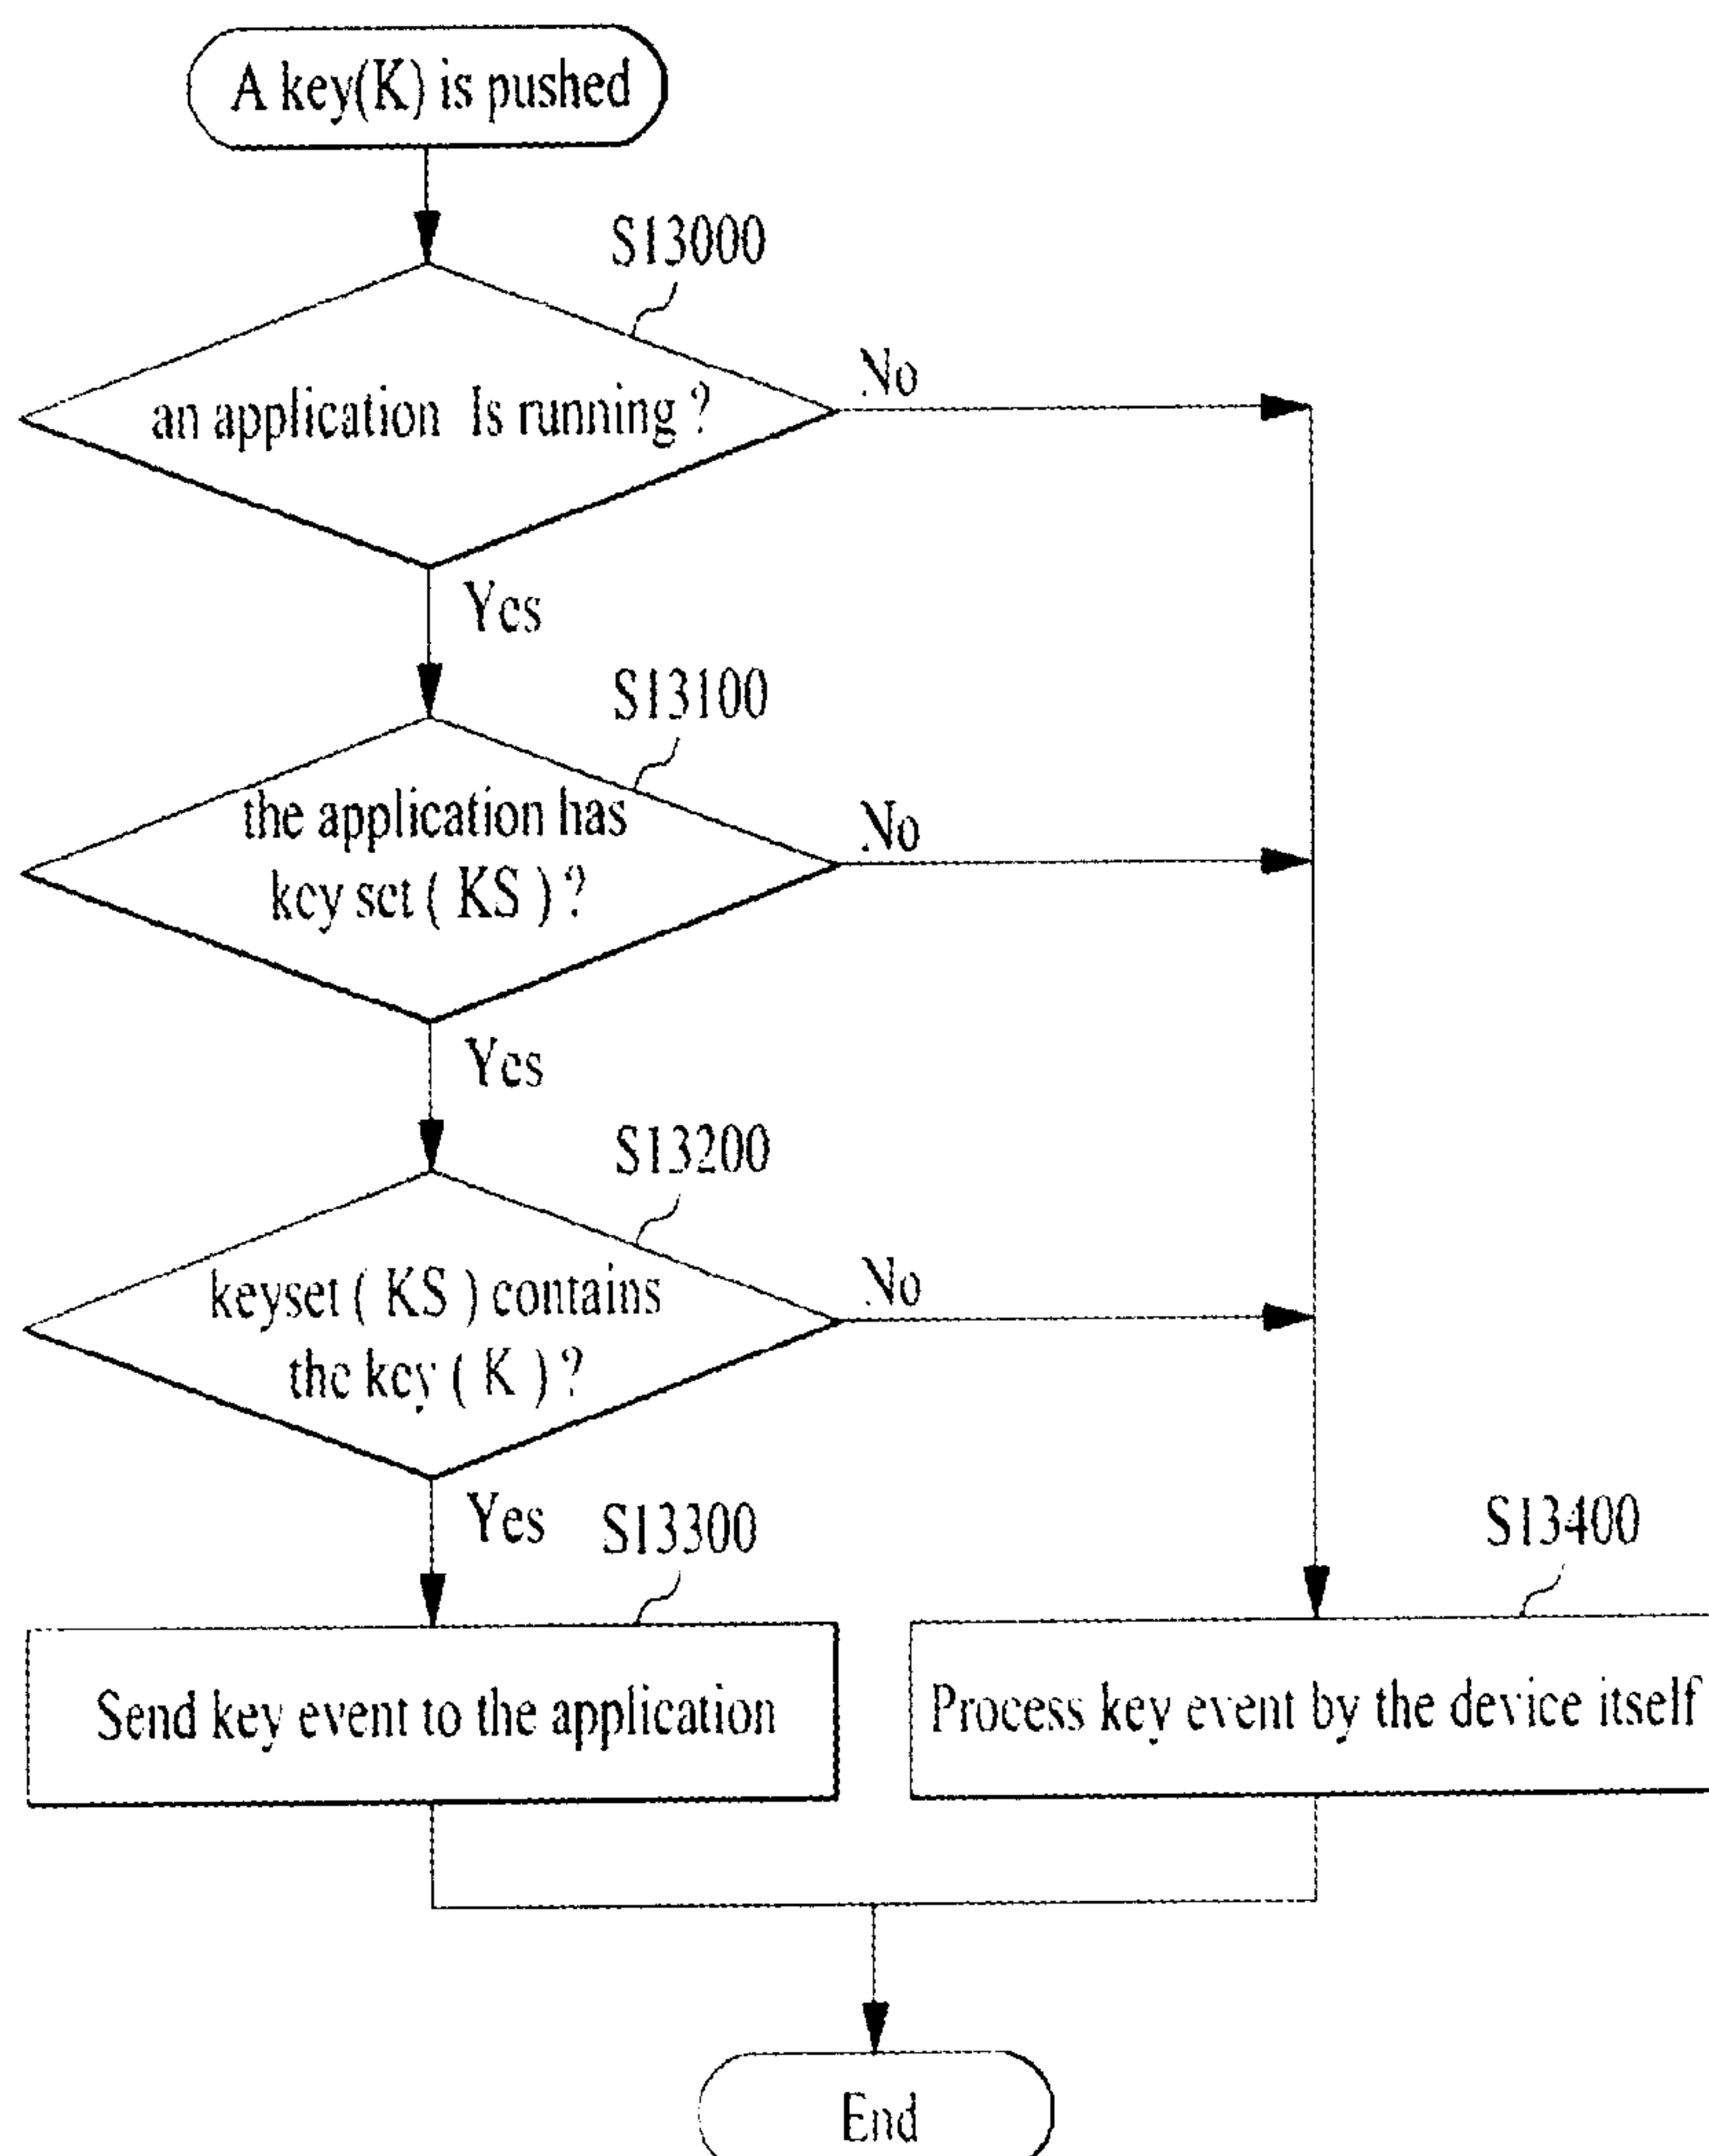 A key(K) is pushed
S13000
an application Is running ?
No
Yes
S13100
the application has
key set ( KS ) ?
No
Yes
S13200
keyset ( KS ) contains
the key ( K ) ?
No
Yes
S13300
S13400
Send key event to the application
Process key event by the device itself
End